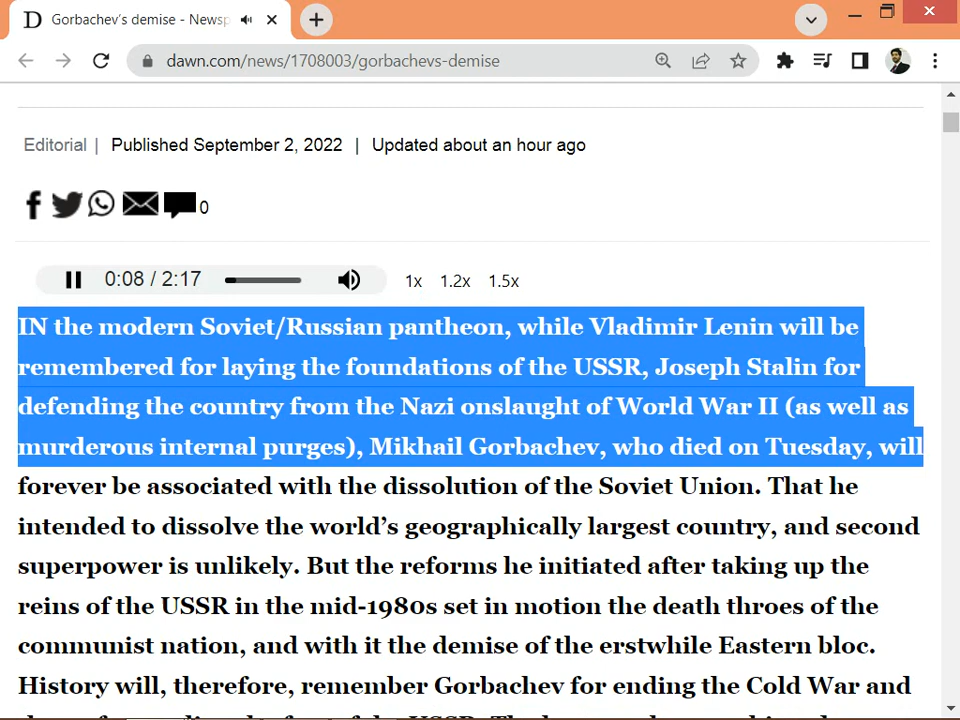 D Gorbachev's demise - Newsp
dawn.com/news/1708003/gorbachevs-demise
Editorial | Published September 2, 2022 | Updated about an hour ago
0
0:08 / 2:17 1x 1.2x 1.5x
IN the modern Soviet/Russian pantheon, while Vladimir Lenin will be
remembered for laying the foundations of the USSR, Joseph Stalin for
defending the country from the Nazi onslaught of World War II (as well as
murderous internal purges), Mikhail Gorbachev, who died on Tuesday, will
forever be associated with the dissolution of the Soviet Union. That he
intended to dissolve the world's geographically largest country, and second
superpower is unlikely. But the reforms he initiated after taking up the
reins of the USSR in the mid-1980s set in motion the death throes of the
communist nation, and with it the demise of the erstwhile Eastern bloc.
History will, therefore, remember Gorbachev for ending the Cold War and